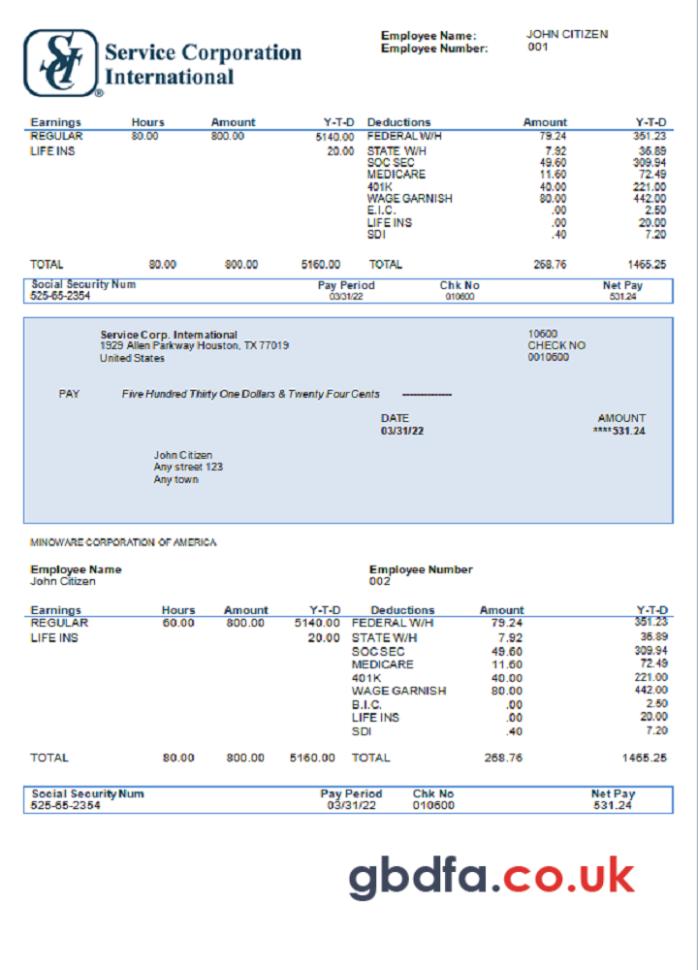 Service Corporation
International
®
Employee Name: JOHN CITIZEN
Employee Number: 001
Earnings Hours Amount Y-T-D Deductions Amount Y-T-D
REGULAR 80.00 800.00 5140.00 FEDERAL W/H 79.24 351.23
LIFE INS 20.00 STATE W/H 7.92 36.89
SOC SEC 49.60 309.94
MEDICARE 11.60 72.49
401K 40.00 221.00
WAGE GARNISH 80.00 442.00
E.I.C. .00 2.50
LIFE INS .00 20.00
SDI .40 7.20
TOTAL 80.00 800.00 5160.00 TOTAL 268.76 1465.25
Social Security Num Pay Period Chk No Net Pay
525-65-2354 03/31/22 010600 531.24
Service Corp. International 10600
1929 Allen Parkway Houston, TX 77019 CHECK NO
United States 0010600
PAY Five Hundred Thirty One Dollars & Twenty Four Cents --------------
DATE AMOUNT
03/31/22 ****531.24
John Citizen
Any street 123
Any town
MINOWARE CORPORATION OF AMERICA
Employee Name Employee Number
John Citizen 002
Earnings Hours Amount Y-T-D Deductions Amount Y-T-D
REGULAR 60.00 800.00 5140.00 FEDERAL W/H 79.24 351.23
LIFE INS 20.00 STATE W/H 7.92 36.89
SOC SEC 49.60 309.94
MEDICARE 11.60 72.49
401K 40.00 221.00
WAGE GARNISH 80.00 442.00
B.I.C. .00 2.50
LIFE INS .00 20.00
SDI .40 7.20
TOTAL 80.00 800.00 5160.00 TOTAL 268.76 1465.25
Social Security Num Pay Period Chk No Net Pay
525-65-2354 03/31/22 010600 531.24
gbdfa.co.uk